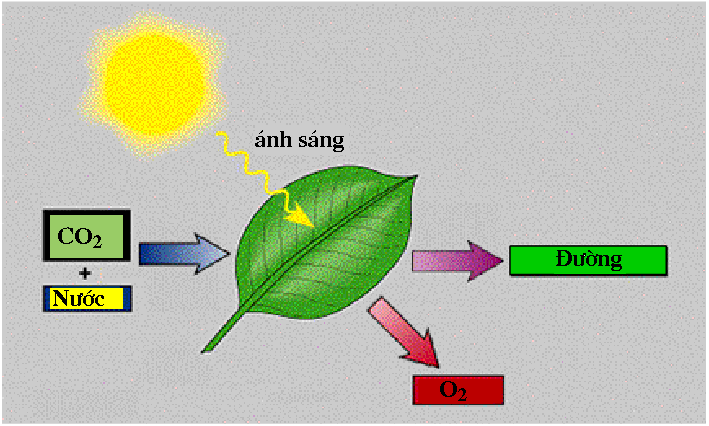 ánh sáng
CO₂
+
Nước
Đường
O₂